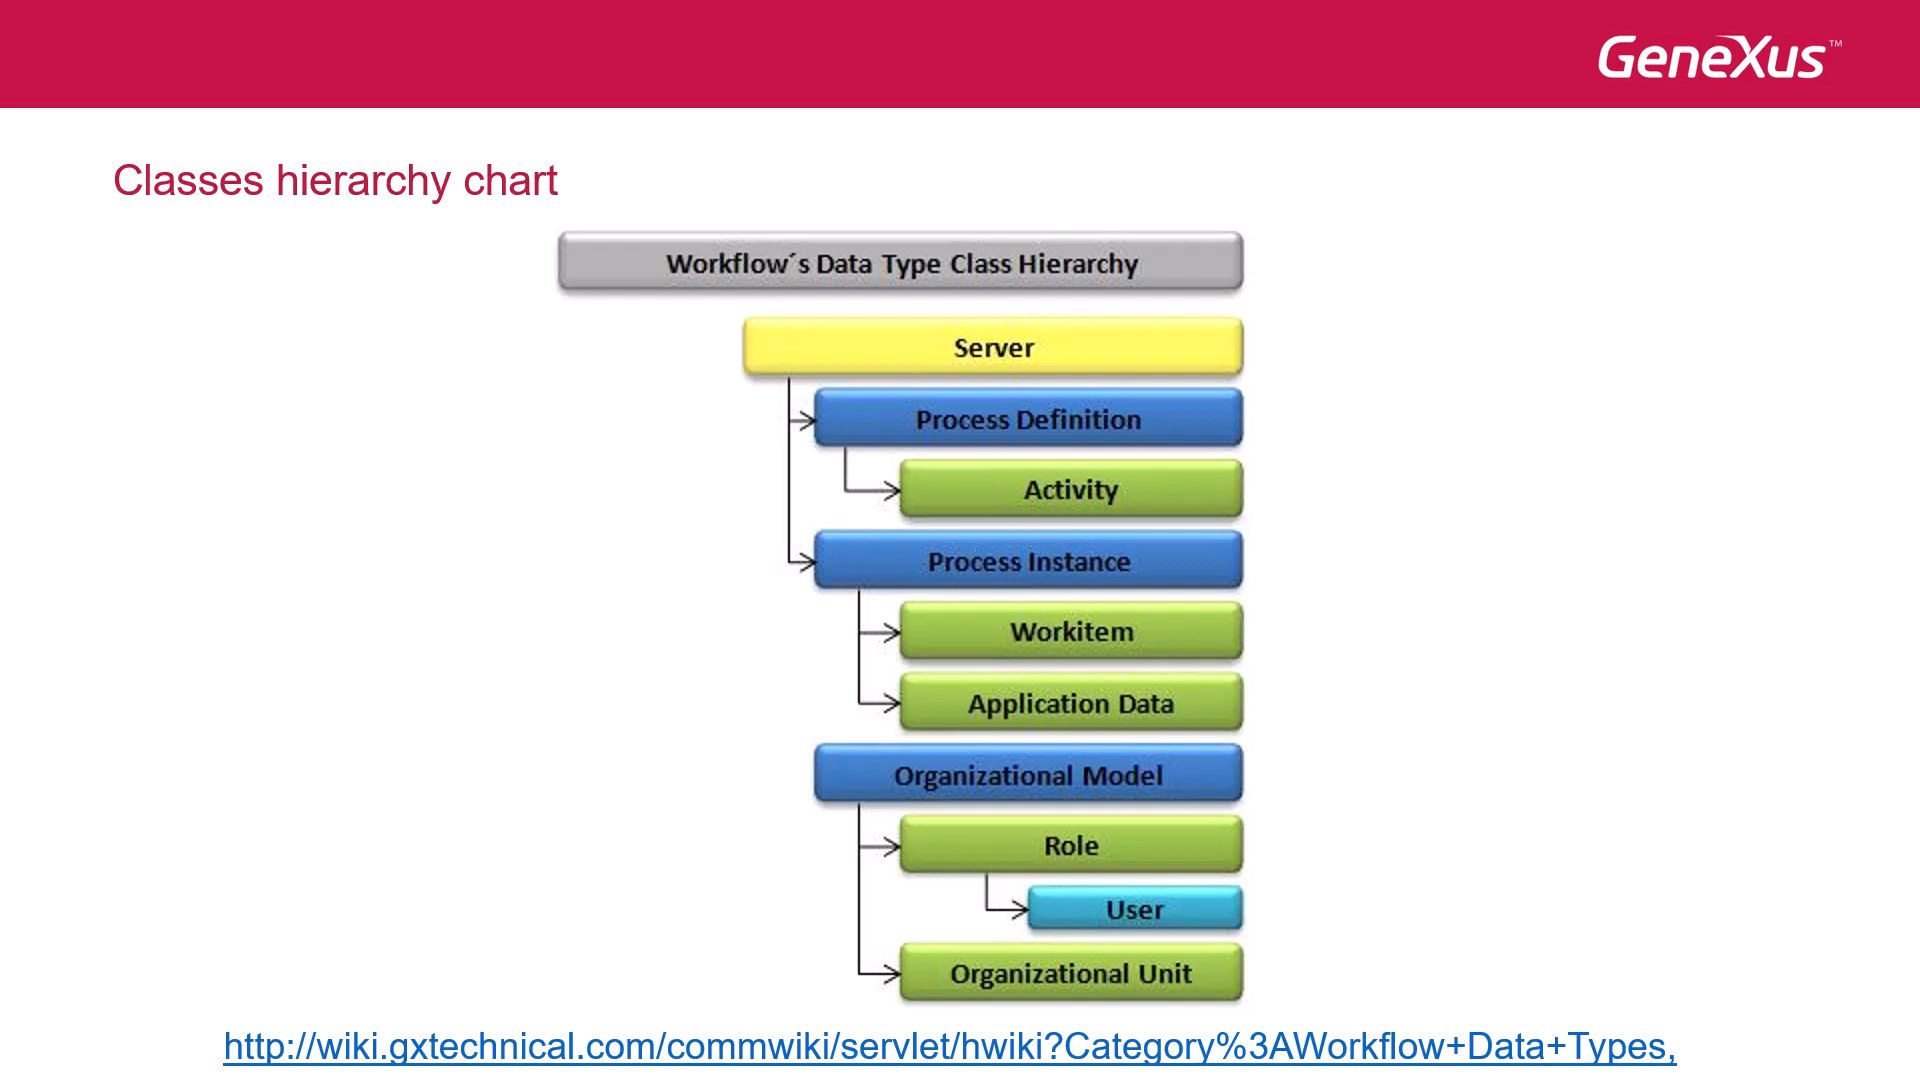 GeneXus™
Classes hierarchy chart
Workflow´s Data Type Class Hierarchy
Server
Process Definition
Activity
Process Instance
Workitem
Application Data
Organizational Model
Role
User
Organizational Unit
http://wiki.gxtechnical.com/commwiki/servlet/hwiki?Category%3AWorkflow+Data+Types,